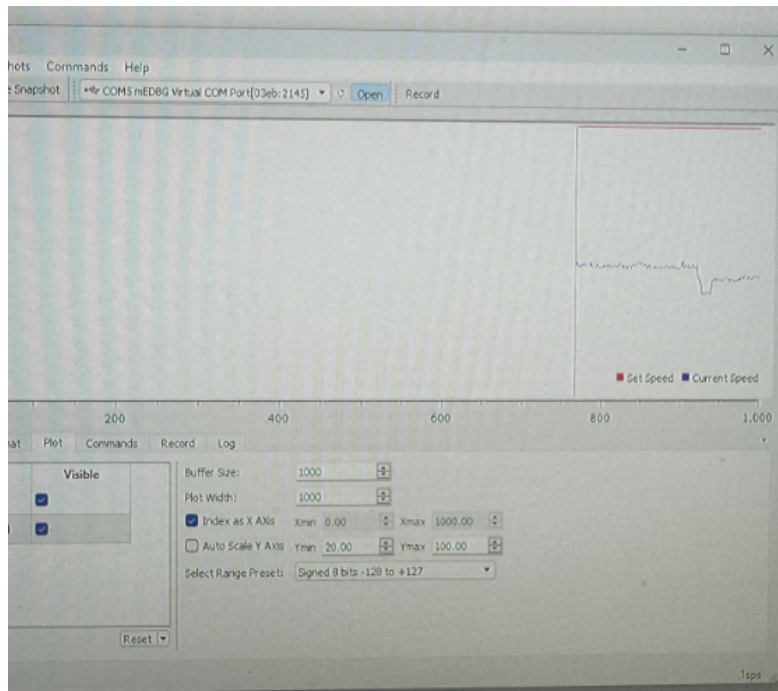 hots Commands Help
e Snapshot COM5 mEDBG Virtual COM Port[03eb:2145] Open Record
Set Speed Current Speed
200 400 600 800 1.000
at Plot Commands Record Log
Visible
Buffer Size: 1000
Plot Width: 1000
Index as X Axis Xmin 0.00 Xmax 1000.00
Auto Scale Y Axis Ymin 20.00 Ymax 100.00
Select Range Preset: Signed 8 bits -128 to +127
Reset
1sps